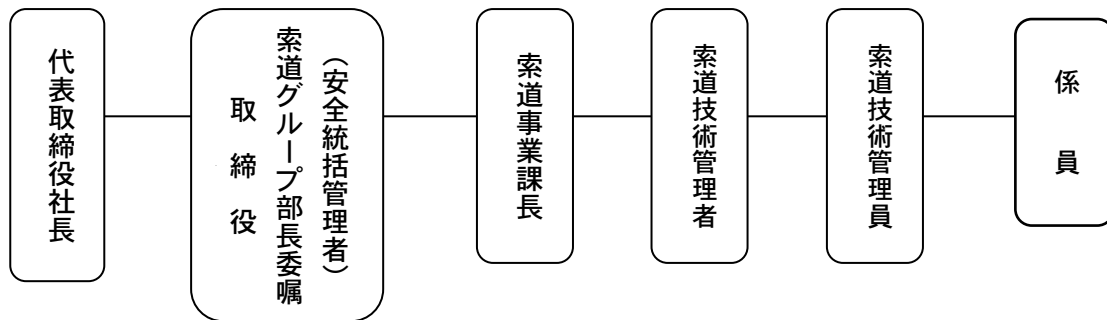 代表取締役社長
（安全統括管理者）
索道グループ部長委嘱
取締役
索道事業課長
索道技術管理者
索道技術管理員
係員